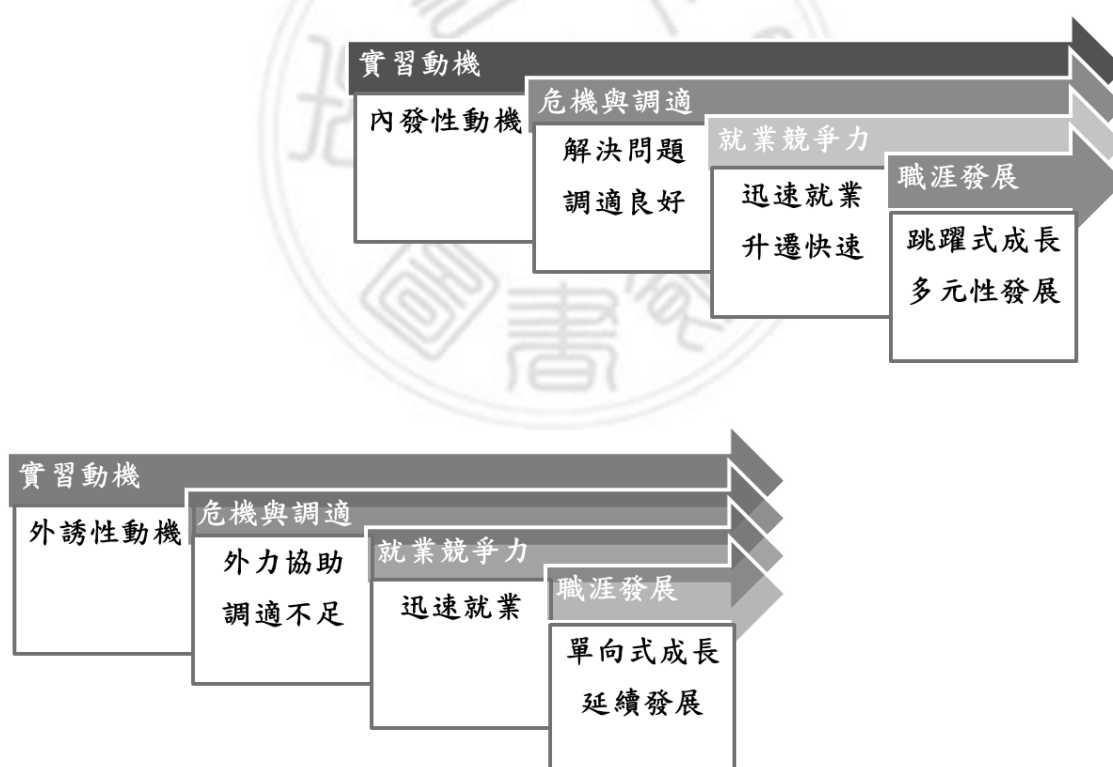 實習動機
內發性動機
危機與調適
解決問題
調適良好
就業競爭力
迅速就業
升遷快速
職涯發展
跳躍式成長
多元性發展
實習動機
外誘性動機
危機與調適
外力協助
調適不足
就業競爭力
迅速就業
職涯發展
單向式成長
延續發展